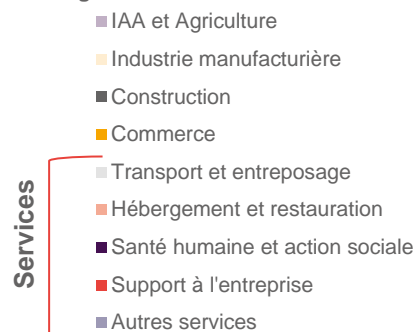 IAA et Agriculture
Industrie manufacturière
Construction
Commerce
Services
Transport et entreposage
Hébergement et restauration
Santé humaine et action sociale
Support à l'entreprise
Autres services